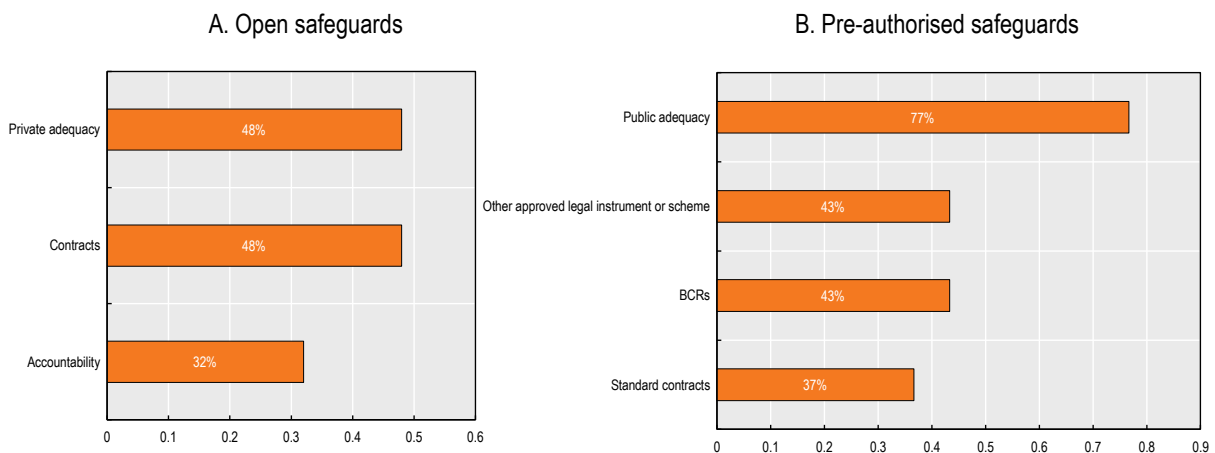 A. Open safeguards
Private adequacy
48%
Contracts
48%
Accountability
32%
0 0.1 0.2 0.3 0.4 0.5 0.6
B. Pre-authorised safeguards
Public adequacy
77%
Other approved legal instrument or scheme
43%
BCRs
43%
Standard contracts
37%
0 0.1 0.2 0.3 0.4 0.5 0.6 0.7 0.8 0.9